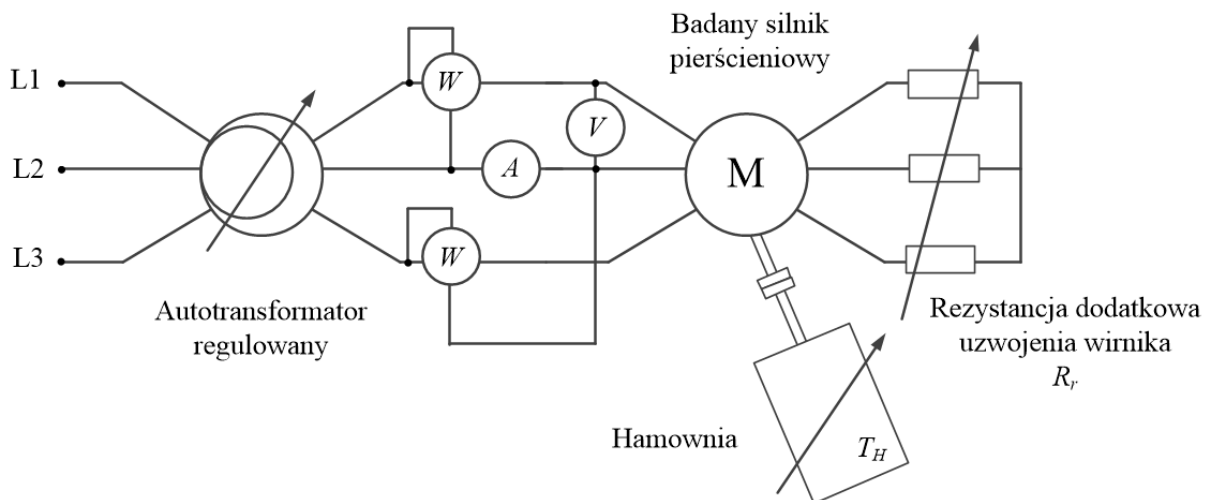 Badany silnik
pierścieniowy
L1
W
V
L2
A
M
L3
W
Autotransformator
regulowany
Rezystancja dodatkowa
uzwojenia wirnika
Rr
Hamownia
TH